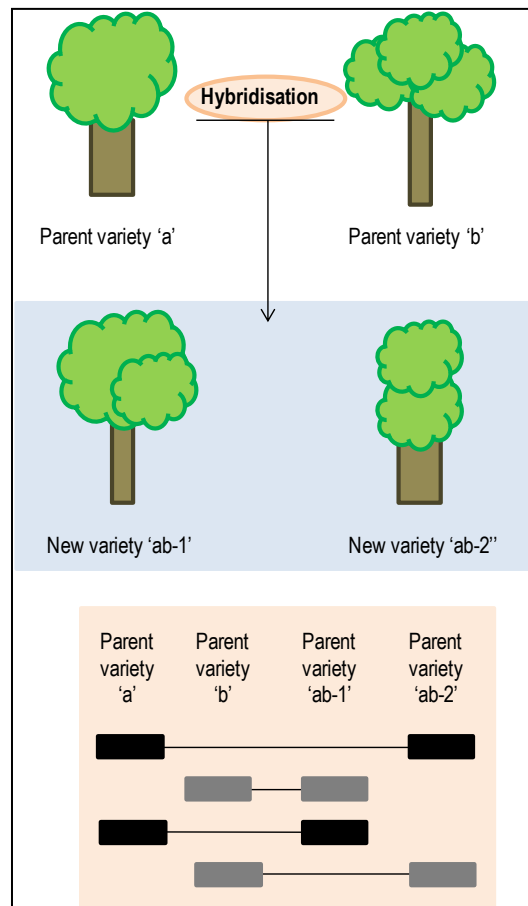 Hybridisation
Parent variety ‘a’
Parent variety ‘b’
New variety ‘ab-1’
New variety ‘ab-2’’
Parent
variety
‘a’
Parent
variety
‘b’
Parent
variety
‘ab-1’
Parent
variety
‘ab-2’